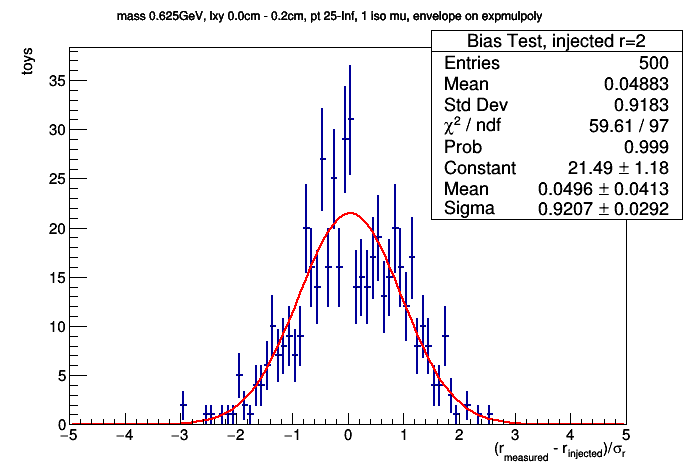 mass 0.625GeV, lxy 0.0cm - 0.2cm, pt 25-Inf, 1 iso mu, envelope on expmulpoly
Bias Test, injected r=2
Entries 500
Mean 0.04883
Std Dev 0.9183
χ² / ndf 59.61 / 97
Prob 0.999
Constant 21.49 ± 1.18
Mean 0.0496 ± 0.0413
Sigma 0.9207 ± 0.0292
toys
35
30
25
20
15
10
5
0
−5 −4 −3 −2 −1 0 1 2 3 4 5
(r_measured - r_injected)/σ_r